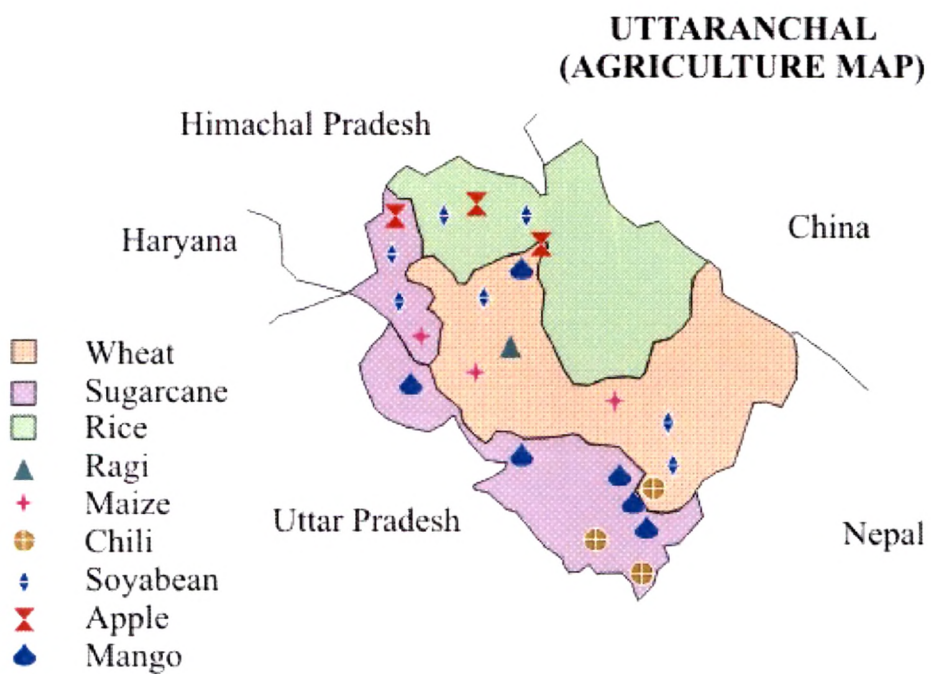 UTTARANCHAL
(AGRICULTURE MAP)
Himachal Pradesh
Haryana
China
Wheat
Sugarcane
Rice
Ragi
Maize
Chili
Soyabean
Apple
Mango
Uttar Pradesh
Nepal